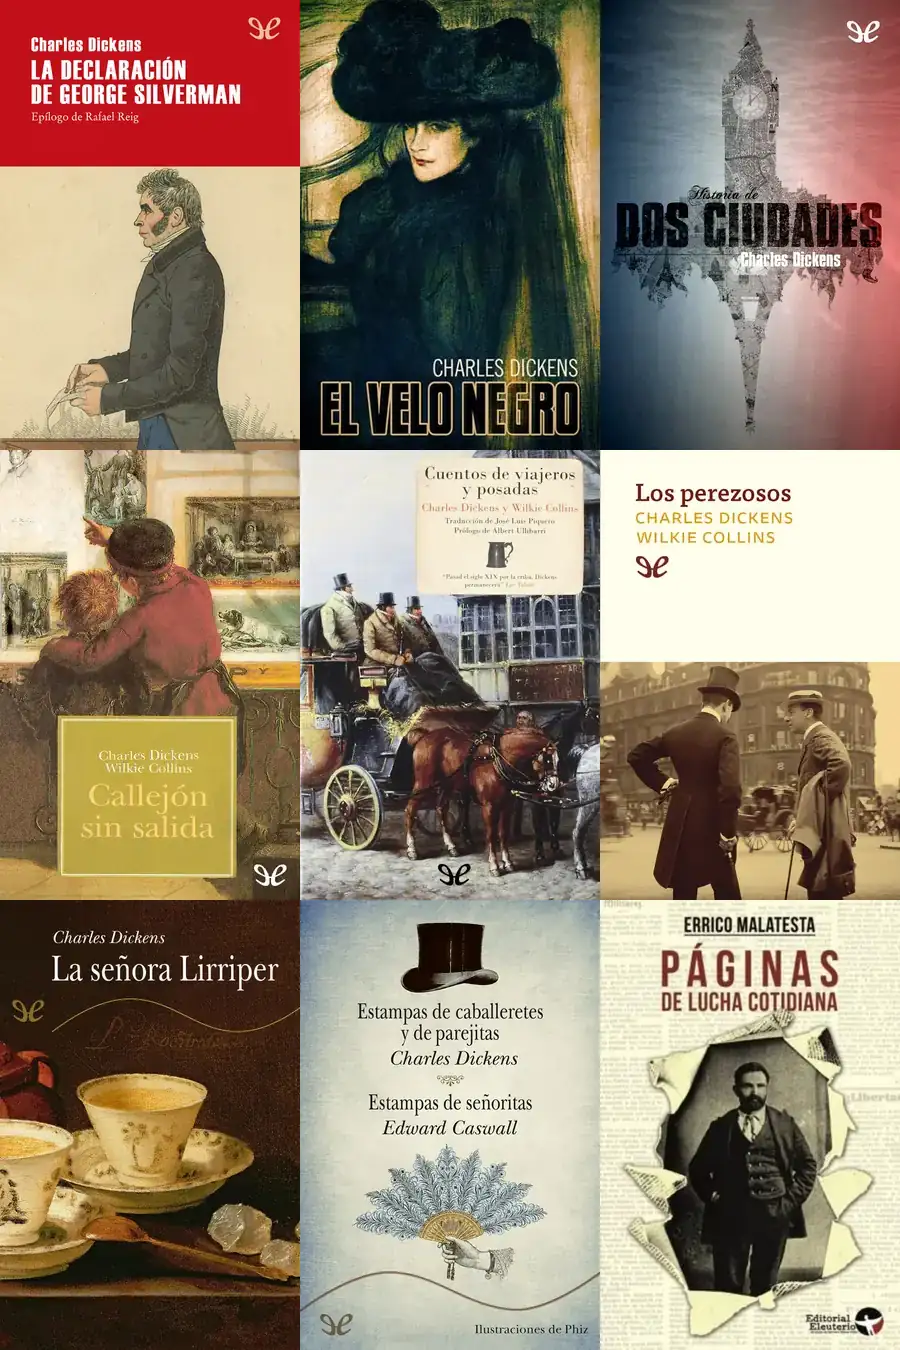 Charles Dickens
LA DECLARACIÓN
DE GEORGE SILVERMAN
Epílogo de Rafael Reig
CHARLES DICKENS
EL VELO NEGRO
Historia de
DOS CIUDADES
Charles Dickens
Charles Dickens
Wilkie Collins
Callejón
sin salida
Cuentos de viajeros
y posadas
Charles Dickens y Wilkie Collins
Traducción de José Luis Piquero
Prólogo de Albert Ullibarri
Los perezosos
CHARLES DICKENS
WILKIE COLLINS
Charles Dickens
La señora Lirriper
Estampas de caballeretes
y de parejitas
Charles Dickens
Estampas de señoritas
Edward Caswall
Ilustraciones de Phiz
ERRICO MALATESTA
PÁGINAS
DE LUCHA COTIDIANA
Editorial
Eleuterio